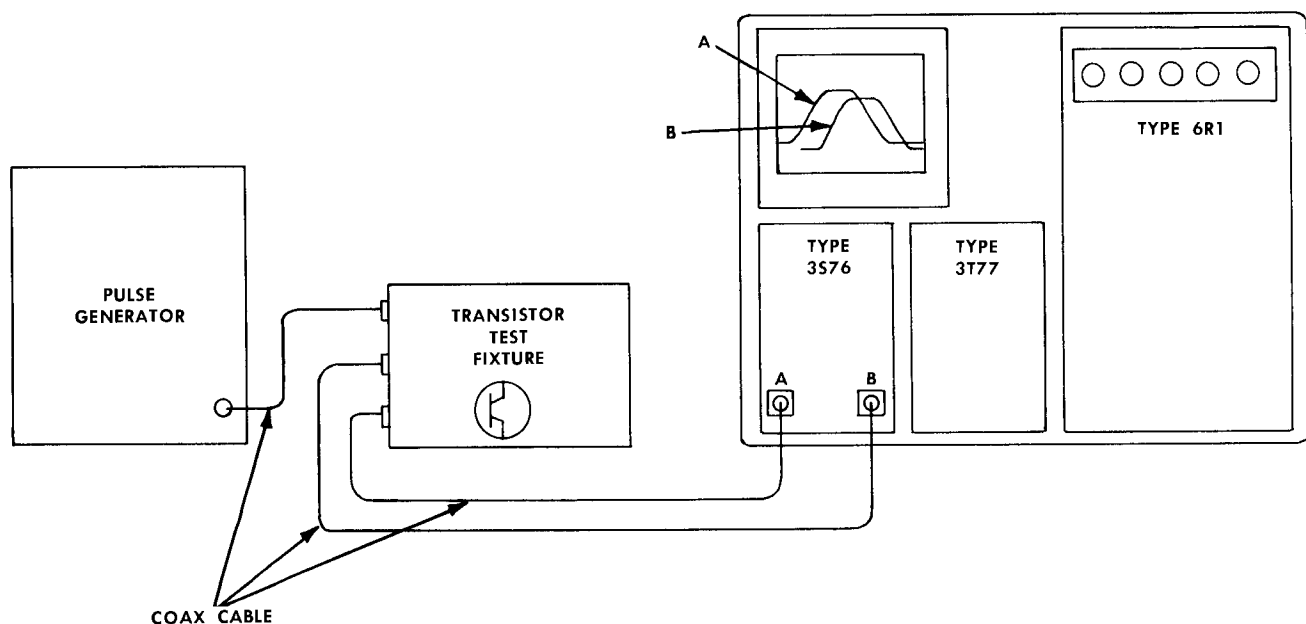 A
B
TYPE 6R1
PULSE
GENERATOR
TRANSISTOR
TEST
FIXTURE
TYPE
3S76
TYPE
3T77
A
B
COAX CABLE